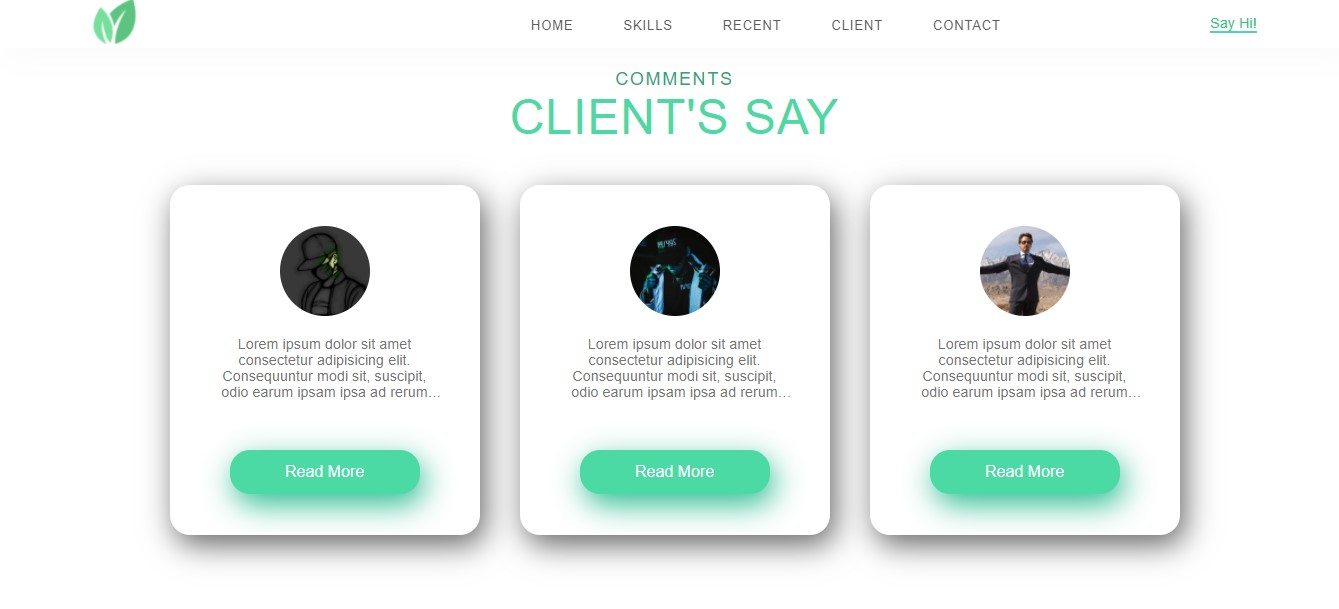 HOME SKILLS RECENT CLIENT CONTACT Say Hi!
COMMENTS
CLIENT'S SAY
Lorem ipsum dolor sit amet
consectetur adipisicing elit.
Consequuntur modi sit, suscipit,
odio earum ipsam ipsa ad rerum…
Read More
Lorem ipsum dolor sit amet
consectetur adipisicing elit.
Consequuntur modi sit, suscipit,
odio earum ipsam ipsa ad rerum…
Read More
Lorem ipsum dolor sit amet
consectetur adipisicing elit.
Consequuntur modi sit, suscipit,
odio earum ipsam ipsa ad rerum…
Read More